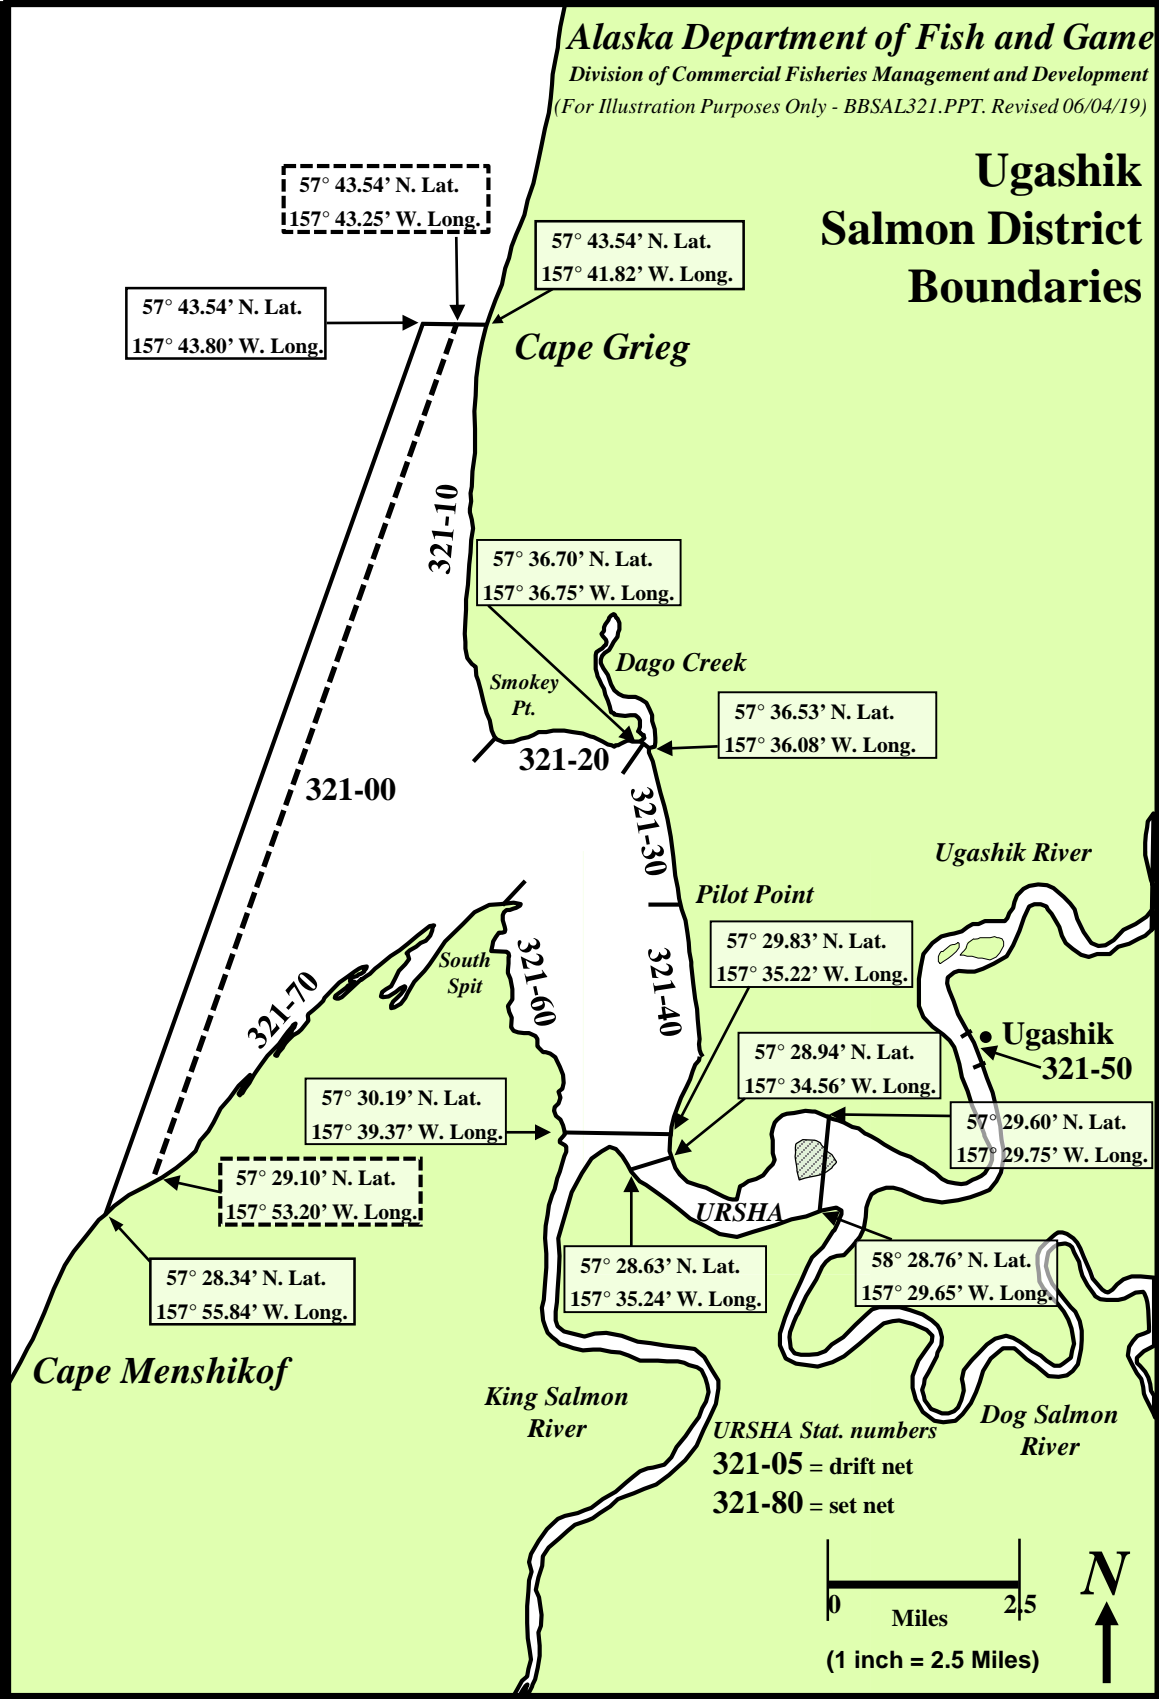 Alaska Department of Fish and Game
Division of Commercial Fisheries Management and Development
(For Illustration Purposes Only - BBSAL321.PPT. Revised 06/04/19)
Ugashik
Salmon District
Boundaries
57° 43.54’ N. Lat.
157° 43.25’ W. Long.
57° 43.54’ N. Lat.
157° 41.82’ W. Long.
57° 43.54’ N. Lat.
157° 43.80’ W. Long.
Cape Grieg
321-10
57° 36.70’ N. Lat.
157° 36.75’ W. Long.
Dago Creek
Smokey
Pt.
57° 36.53’ N. Lat.
157° 36.08’ W. Long.
321-20
321-00
321-30
Ugashik River
Pilot Point
57° 29.83’ N. Lat.
157° 35.22’ W. Long.
South
Spit
321-60
321-40
321-70
Ugashik
321-50
57° 28.94’ N. Lat.
157° 34.56’ W. Long.
57° 30.19’ N. Lat.
157° 39.37’ W. Long.
57° 29.60’ N. Lat.
157° 29.75’ W. Long.
57° 29.10’ N. Lat.
157° 53.20’ W. Long.
URSHA
57° 28.34’ N. Lat.
157° 55.84’ W. Long.
57° 28.63’ N. Lat.
157° 35.24’ W. Long.
58° 28.76’ N. Lat.
157° 29.65’ W. Long.
Cape Menshikof
King Salmon
River
Dog Salmon
River
URSHA Stat. numbers
321-05 = drift net
321-80 = set net
0
2.5
Miles
(1 inch = 2.5 Miles)
N